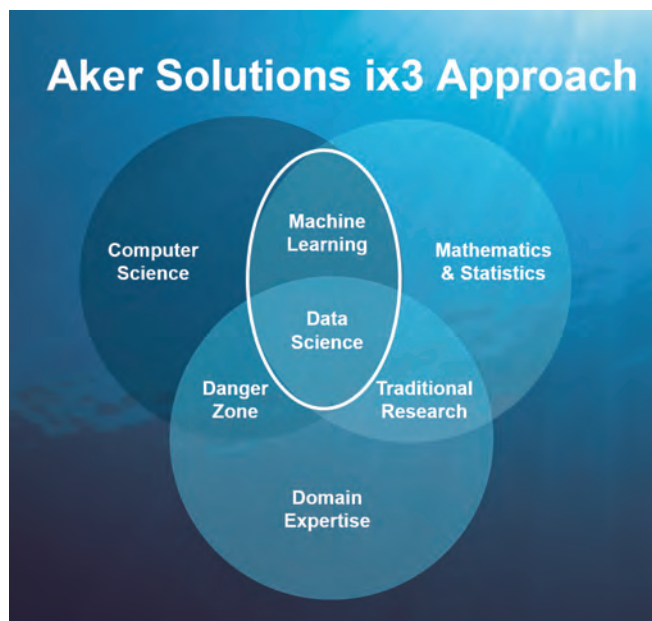 Aker Solutions ix3 Approach
Machine
Learning
Computer
Science
Mathematics
& Statistics
Data
Science
Danger
Zone
Traditional
Research
Domain
Expertise